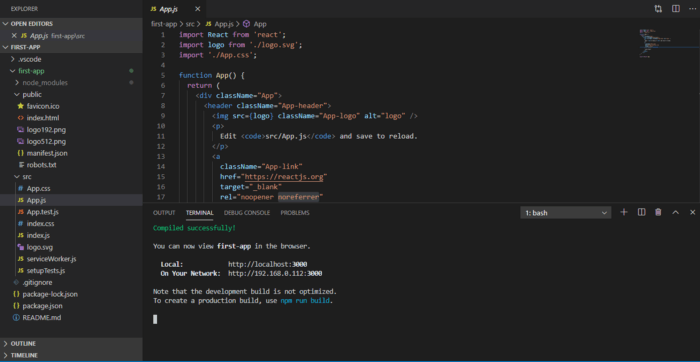 EXPLORER
OPEN EDITORS
App.js first-app\src
FIRST-APP
.vscode
first-app
node_modules
public
favicon.ico
index.html
logo192.png
logo512.png
manifest.json
robots.txt
src
App.css
App.js
App.test.js
index.css
index.js
logo.svg
serviceWorker.js
setupTests.js
.gitignore
package-lock.json
package.json
README.md
OUTLINE
TIMELINE
App.js
first-app > src > App.js > App
1 import React from 'react';
2 import logo from './logo.svg';
3 import './App.css';
4
5 function App() {
6 return (
7 <div className="App">
8 <header className="App-header">
9 <img src={logo} className="App-logo" alt="logo" />
10 <p>
11 Edit <code>src/App.js</code> and save to reload.
12 </p>
13 <a
14 className="App-link"
15 href="https://reactjs.org"
16 target="_blank"
17 rel="noopener noreferrer"
OUTPUT TERMINAL DEBUG CONSOLE PROBLEMS 1: bash
Compiled successfully!
You can now view first-app in the browser.
Local: http://localhost:3000
On Your Network: http://192.168.0.112:3000
Note that the development build is not optimized.
To create a production build, use npm run build.